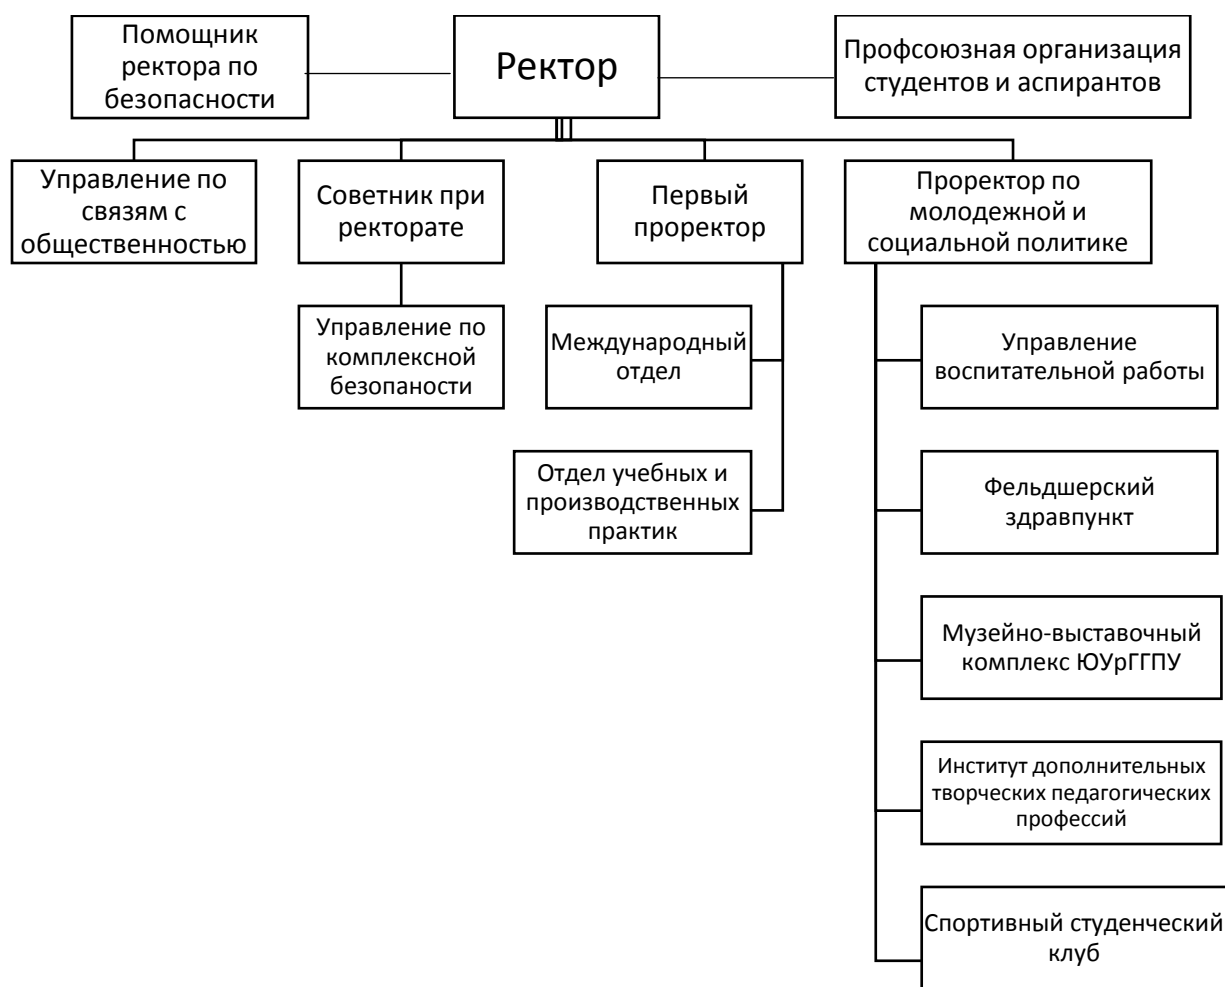 Помощник
ректора по
безопасности
Ректор
Профсоюзная организация
студентов и аспирантов
Управление по
связям с
общественностью
Советник при
ректорате
Первый
проректор
Проректор по
молодежной и
социальной политике
Управление по
комплексной
безопаности
Международный
отдел
Управление
воспитательной работы
Отдел учебных и
производственных
практик
Фельдшерский
здравпункт
Музейно-выставочный
комплекс ЮУрГГПУ
Институт дополнительных
творческих педагогических
профессий
Спортивный студенческий
клуб